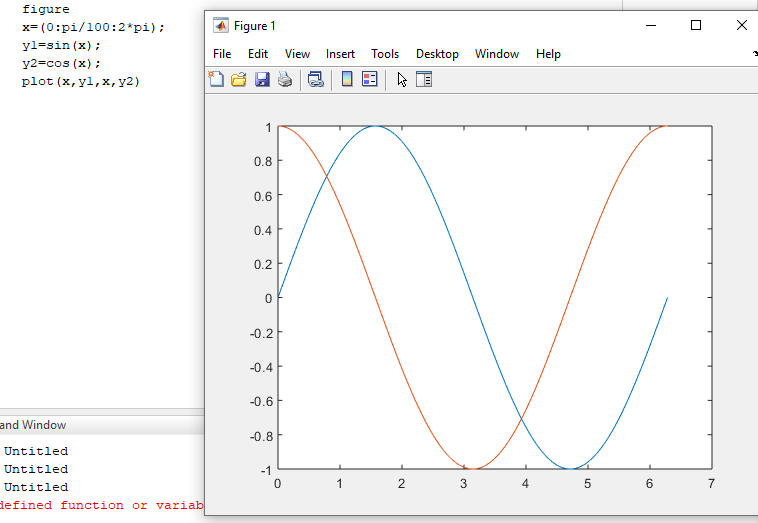 figure
x=(0:pi/100:2*pi);
y1=sin(x);
y2=cos(x);
plot(x,y1,x,y2)
Figure 1
File Edit View Insert Tools Desktop Window Help
1
0.8
0.6
0.4
0.2
0
-0.2
-0.4
-0.6
-0.8
-1
0 1 2 3 4 5 6 7
and Window
Untitled
Untitled
Untitled
defined function or variab